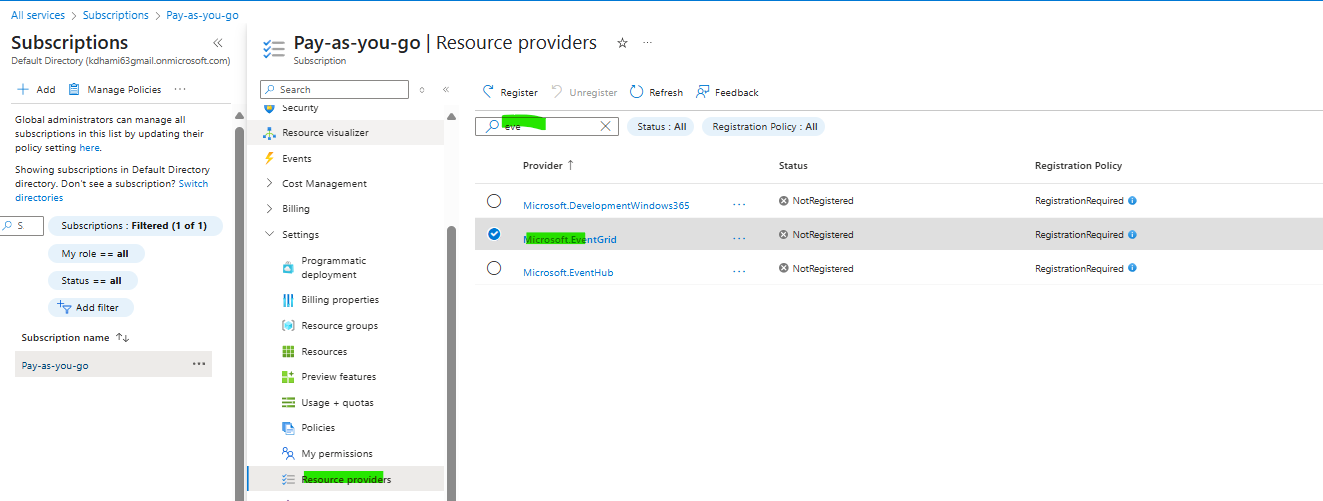 All services > Subscriptions > Pay-as-you-go
Subscriptions
Default Directory (kdhami63gmail.onmicrosoft.com)
Add Manage Policies ...
Global administrators can manage all
subscriptions in this list by updating their
policy setting here.
Showing subscriptions in Default Directory
directory. Don't see a subscription? Switch
directories
S Subscriptions : Filtered (1 of 1)
My role == all
Status == all
Add filter
Subscription name
Pay-as-you-go ...
Pay-as-you-go | Resource providers ...
Subscription
Search
Security
Resource visualizer
Events
Cost Management
Billing
Settings
Programmatic
deployment
Billing properties
Resource groups
Resources
Preview features
Usage + quotas
Policies
My permissions
Resource providers
Register Unregister Refresh Feedback
eve Status : All Registration Policy : All
Provider Status Registration Policy
Microsoft.DevelopmentWindows365 ... NotRegistered RegistrationRequired
Microsoft.EventGrid ... NotRegistered RegistrationRequired
Microsoft.EventHub ... NotRegistered RegistrationRequired